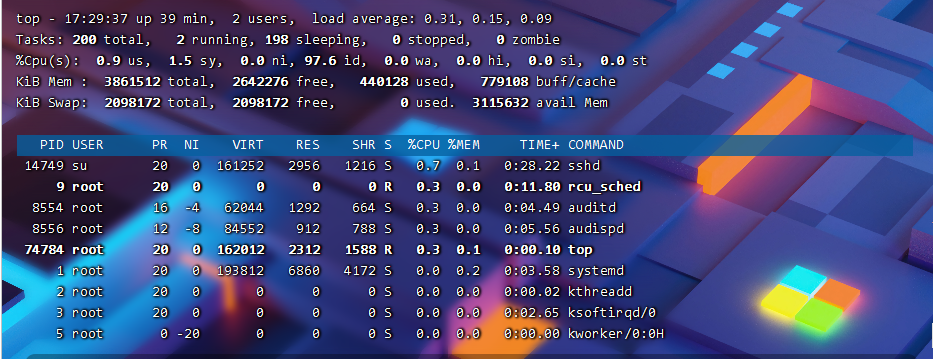 top - 17:29:37 up 39 min,  2 users,  load average: 0.31, 0.15, 0.09
Tasks: 200 total,   2 running, 198 sleeping,   0 stopped,   0 zombie
%Cpu(s):  0.9 us,  1.5 sy,  0.0 ni, 97.6 id,  0.0 wa,  0.0 hi,  0.0 si,  0.0 st
KiB Mem :  3861512 total,  2642276 free,   440128 used,   779108 buff/cache
KiB Swap:  2098172 total,  2098172 free,        0 used.  3115632 avail Mem
PID USER      PR  NI    VIRT    RES    SHR S  %CPU %MEM     TIME+ COMMAND
14749 su        20   0  161252   2956   1216 S   0.7  0.1   0:28.22 sshd
9 root      20   0       0      0      0 R   0.3  0.0   0:11.80 rcu_sched
8554 root      16  -4   62044   1292    664 S   0.3  0.0   0:04.49 auditd
8556 root      12  -8   84552    912    788 S   0.3  0.0   0:05.56 audispd
74784 root      20   0  162012   2312   1588 R   0.3  0.1   0:00.10 top
1 root      20   0  193812   6860   4172 S   0.0  0.2   0:03.58 systemd
2 root      20   0       0      0      0 S   0.0  0.0   0:00.02 kthreadd
3 root      20   0       0      0      0 S   0.0  0.0   0:02.65 ksoftirqd/0
5 root       0 -20       0      0      0 S   0.0  0.0   0:00.00 kworker/0:0H